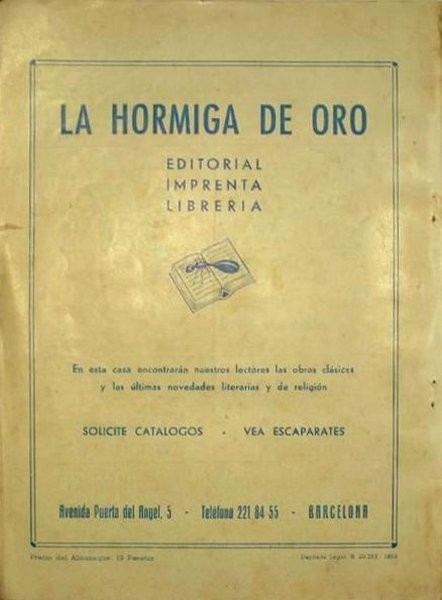 LA HORMIGA DE ORO
EDITORIAL
IMPRENTA
LIBRERIA
En esta casa encontrarán nuestros lectores las obras clásicas
y las últimas novedades literarias y de religión
SOLICITE CATALOGOS - VEA ESCAPARATES
Avenida Puerta del Angel, 5 - Teléfono 221 84 55 - BARCELONA
Precio del Almanaque: 10 Pesetas
Depósito Legal B